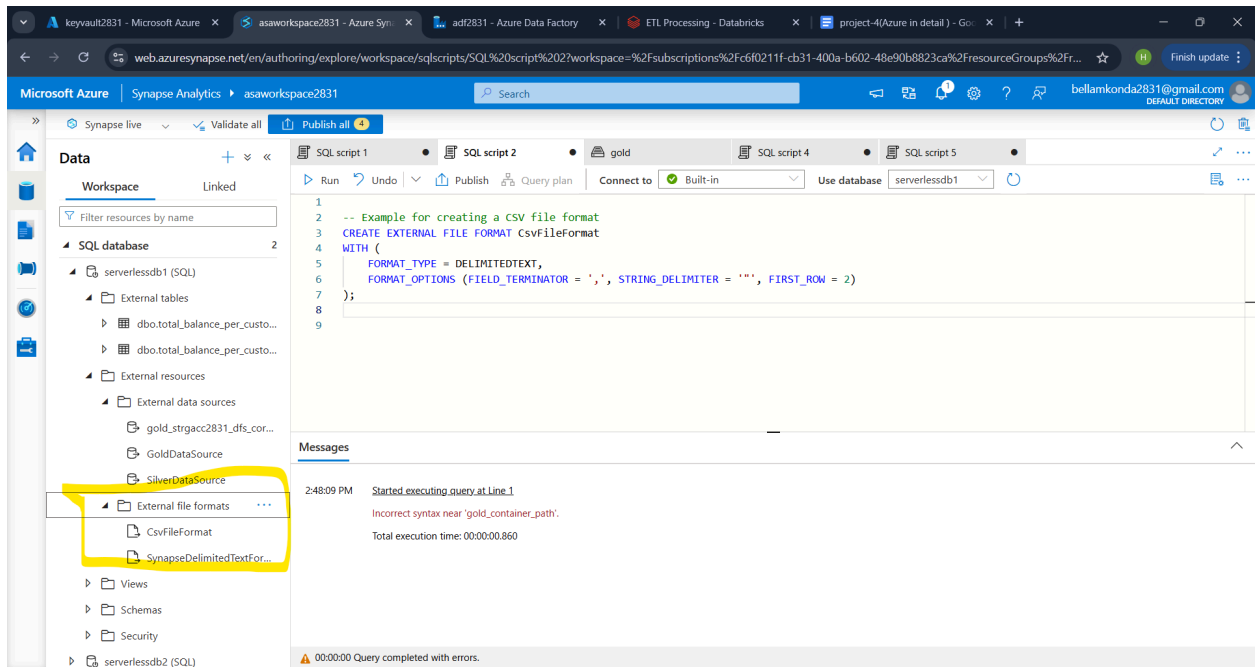 keyvault2831 - Microsoft Azure
asaworkspace2831 - Azure Syn
adf2831 - Azure Data Factory
ETL Processing - Databricks
project-4(Azure in detail ) - Goo
web.azuresynapse.net/en/authoring/explore/workspace/sqlscripts/SQL%20script%202?workspace=%2Fsubscriptions%2Fc6f0211f-cb31-400a-b602-48e90b8823ca%2FresourceGroups%2Fr...
H
Finish update
Microsoft Azure
Synapse Analytics
asaworkspace2831
Search
1
bellamkonda2831@gmail.com
DEFAULT DIRECTORY
Synapse live
Validate all
Publish all 4
Data
Workspace
Linked
Filter resources by name
SQL database 2
serverlessdb1 (SQL)
External tables
dbo.total_balance_per_custo...
dbo.total_balance_per_custo...
External resources
External data sources
gold_strgacc2831_dfs_cor...
GoldDataSource
SilverDataSource
External file formats ...
CsvFileFormat
SynapseDelimitedTextFor...
Views
Schemas
Security
serverlessdb2 (SQL)
SQL script 1
SQL script 2
gold
SQL script 4
SQL script 5
Run
Undo
Publish
Query plan
Connect to
Built-in
Use database
serverlessdb1
1
2 -- Example for creating a CSV file format
3 CREATE EXTERNAL FILE FORMAT CsvFileFormat
4 WITH (
5 FORMAT_TYPE = DELIMITEDTEXT,
6 FORMAT_OPTIONS (FIELD_TERMINATOR = ',', STRING_DELIMITER = '"', FIRST_ROW = 2)
7 );
8
9
Messages
2:48:09 PM Started executing query at Line 1
Incorrect syntax near 'gold_container_path'.
Total execution time: 00:00:00.860
00:00:00 Query completed with errors.